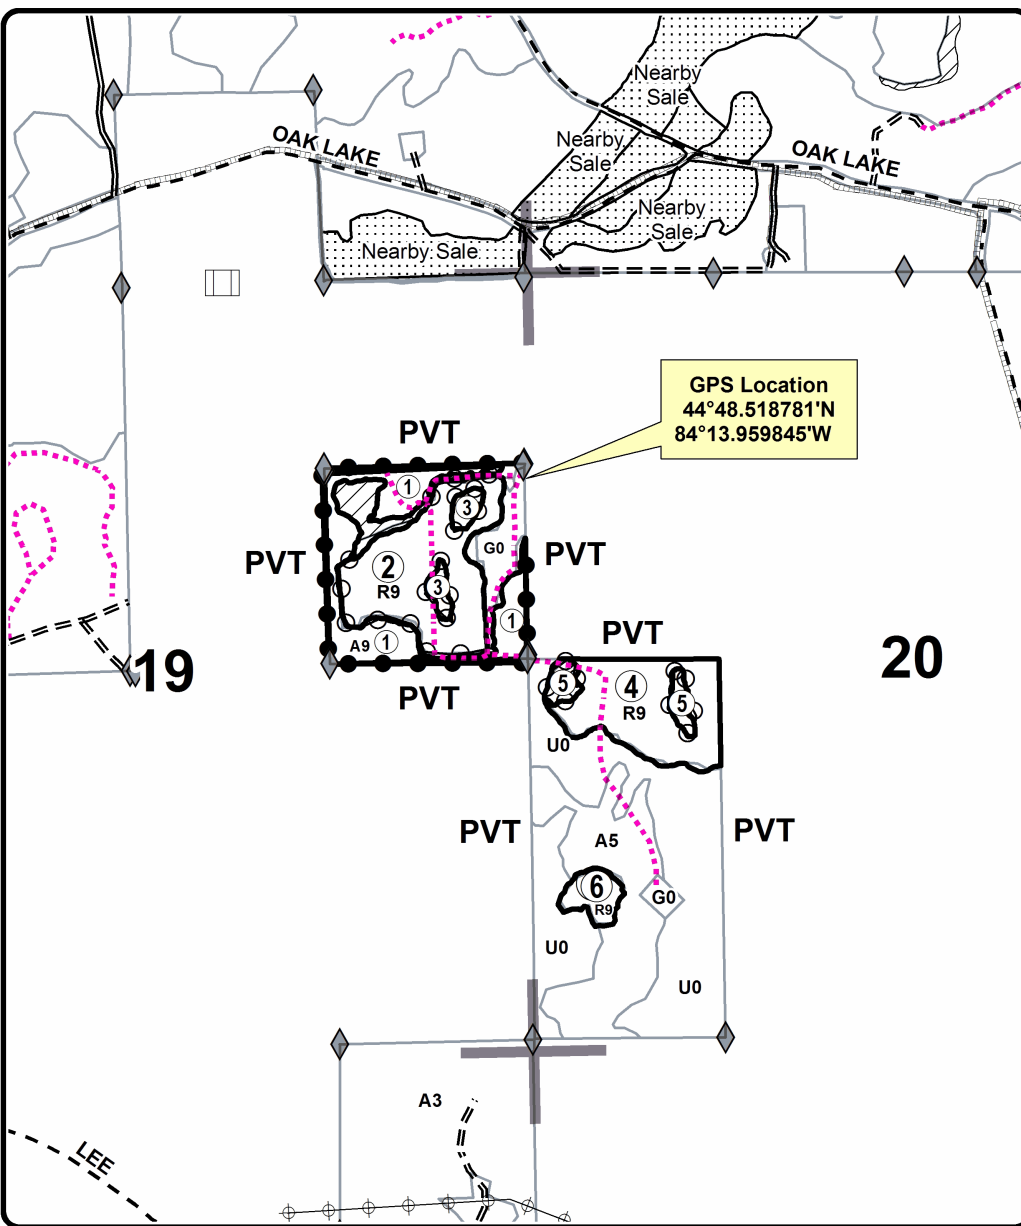 Nearby
Sale
OAK LAKE
Nearby
Sale
OAK LAKE
Nearby
Sale
Nearby Sale
GPS Location
44°48.518781'N
84°13.959845'W
PVT
1
3
G0
PVT
PVT
2
R9
3
1
A9
1
PVT
PVT
19
20
5
4
R9
5
U0
PVT
PVT
A5
6
R9
G0
U0
U0
A3
LEE